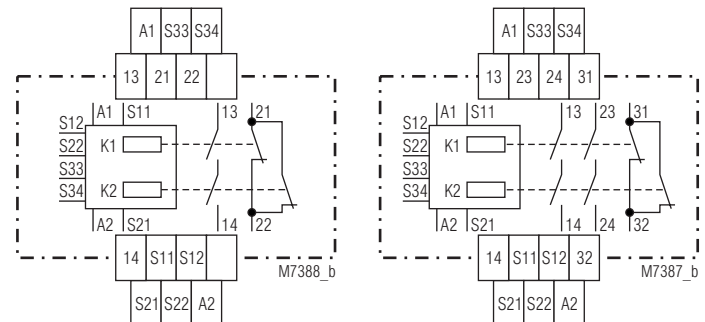 A1 S33 S34
13 21 22
A1 S11 13 21
S12
S22
S33
S34
K1
K2
A2 S21 14 22
14 S11 S12
M7388_b
S21 S22 A2
A1 S33 S34
13 23 24 31
A1 S11 13 23 31
S12
S22
S33
S34
K1
K2
A2 S21 14 24 32
14 S11 S12 32
M7387_b
S21 S22 A2